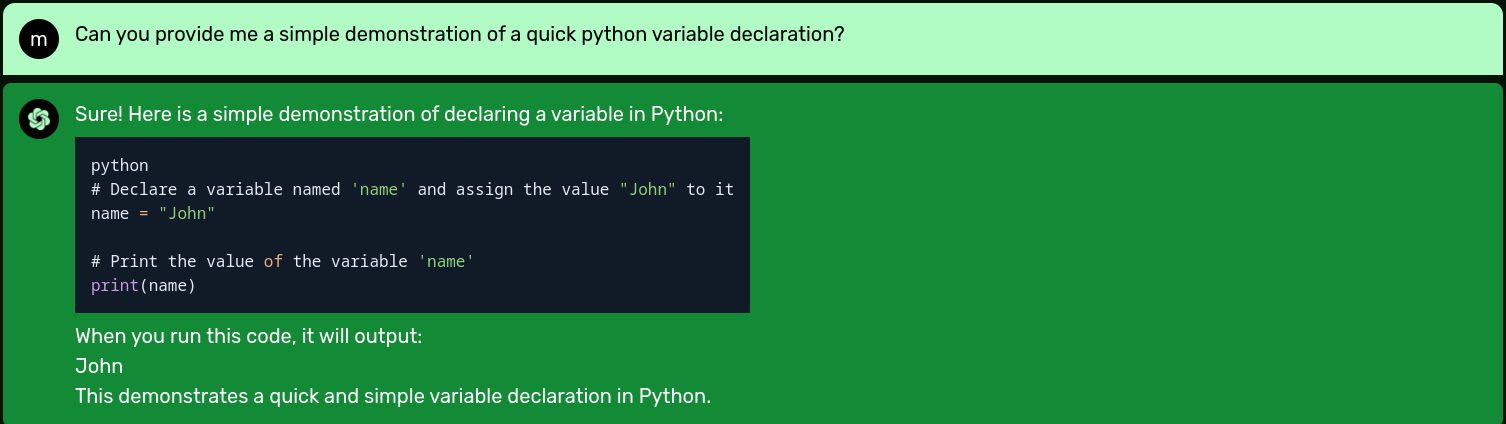 m
Can you provide me a simple demonstration of a quick python variable declaration?
Sure! Here is a simple demonstration of declaring a variable in Python:
python
# Declare a variable named 'name' and assign the value "John" to it
name = "John"
# Print the value of the variable 'name'
print(name)
When you run this code, it will output:
John
This demonstrates a quick and simple variable declaration in Python.